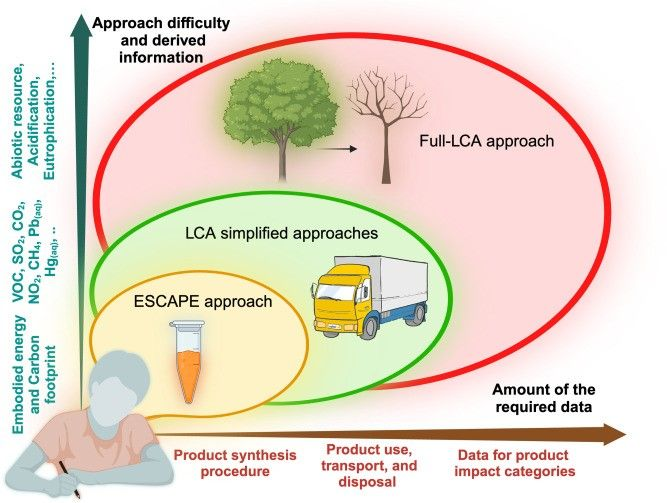 Approach difficulty
and derived
information
Abiotic resource,
Acidification,
Eutrophication,...
VOC, SO2, CO2,
NO2, CH4, Pb(aq),
Hg(aq), ..
Embodied energy
and Carbon
footprint
Full-LCA approach
LCA simplified approaches
ESCAPE approach
Amount of the
required data
Product synthesis
procedure
Product use,
transport, and
disposal
Data for product
impact categories